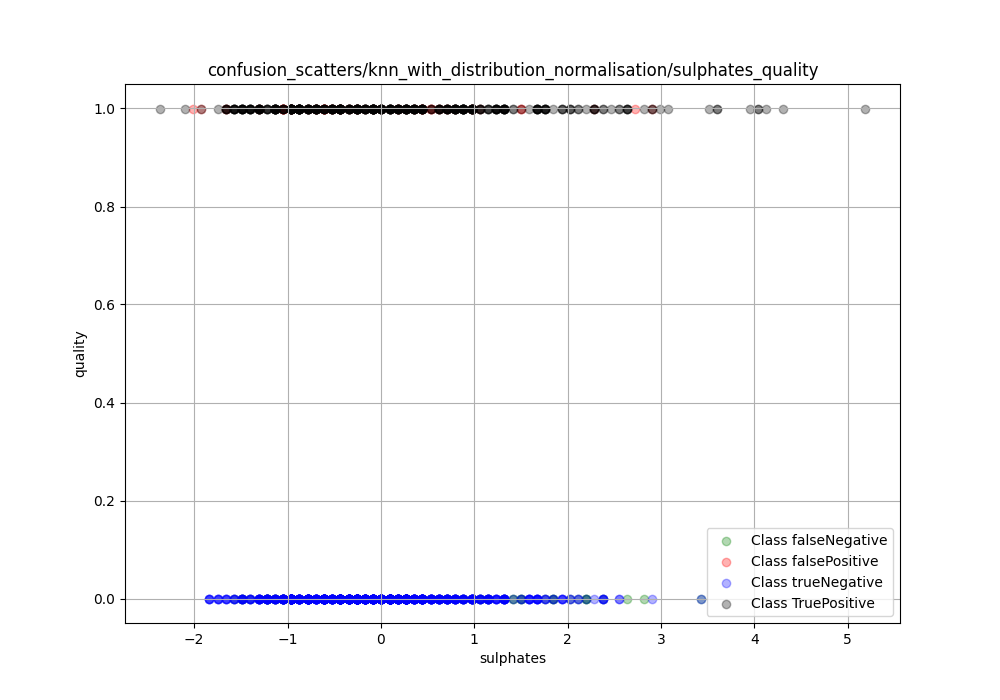 confusion_scatters/knn_with_distribution_normalisation/sulphates_quality
1.0
0.8
0.6
0.4
0.2
0.0
quality
−2
−1
0
1
2
3
4
5
sulphates
Class falseNegative
Class falsePositive
Class trueNegative
Class TruePositive